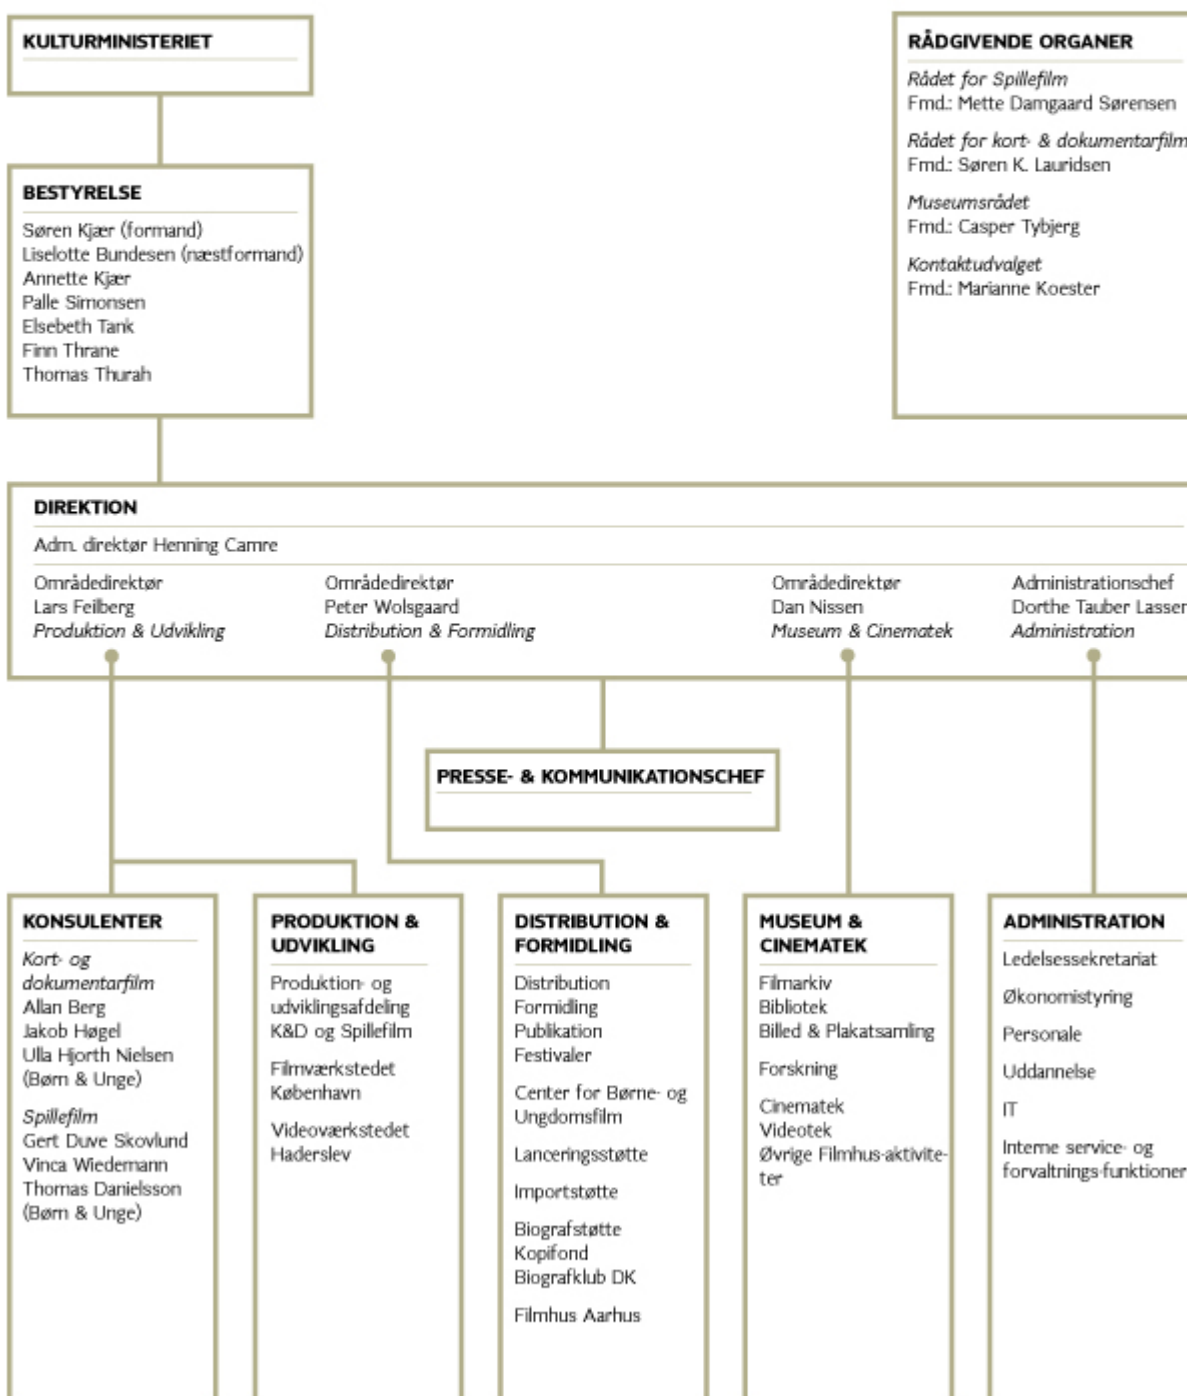 KULTURMINISTERIET
RÅDGIVENDE ORGANER
Rådet for Spillefilm
Fmd.: Mette Damgaard Sørensen
Rådet for kort- & dokumentarfilm
Fmd.: Søren K. Lauridsen
Museumsrådet
Fmd.: Casper Tybjerg
Kontaktudvalget
Fmd.: Marianne Koester
BESTYRELSE
Søren Kjær (formand)
Liselotte Bundesen (næstformand)
Annette Kjær
Palle Simonsen
Elsebeth Tank
Finn Thrane
Thomas Thurah
DIREKTION
Adm. direktør Henning Camre
Områdedirektør
Lars Feilberg
Produktion & Udvikling
Områdedirektør
Peter Wolsgaard
Distribution & Formidling
Områdedirektør
Dan Nissen
Museum & Cinematek
Administrationschef
Dorthe Tauber Lassen
Administration
PRESSE- & KOMMUNIKATIONSCHEF
KONSULENTER
Kort- og
dokumentarfilm
Allan Berg
Jakob Høgel
Ulla Hjorth Nielsen
(Børn & Unge)
Spillefilm
Gert Duve Skovlund
Vinca Wiedemann
Thomas Danielsson
(Børn & Unge)
PRODUKTION &
UDVIKLING
Produktion- og
udviklingsafdeling
K&D og Spillefilm
Filmværkstedet
København
Videoværkstedet
Haderslev
DISTRIBUTION &
FORMIDLING
Distribution
Formidling
Publikation
Festivaler
Center for Børne- og
Ungdomsfilm
Lanceringsstøtte
Importstøtte
Biografstøtte
Kopifond
Biografklub DK
Filmhus Aarhus
MUSEUM &
CINEMATEK
Filmarkiv
Bibliotek
Billed & Plakatsamling
Forskning
Cinematek
Videotek
Øvrige Filmhus-aktivite-
ter
ADMINISTRATION
Ledelsessekretariat
Økonomistyring
Personale
Uddannelse
IT
Interne service- og
forvaltnings-funktioner